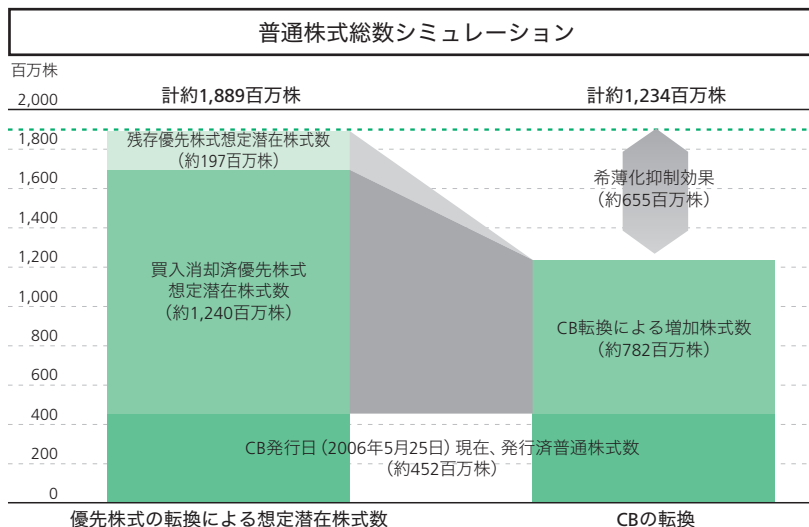 普通株式総数シミュレーション
百万株
計約1,889百万株
計約1,234百万株
2,000
1,800
1,600
1,400
1,200
1,000
800
600
400
200
0
残存優先株式想定潜在株式数
（約197百万株）
希薄化抑制効果
（約655百万株）
買入消却済優先株式
想定潜在株式数
（約1,240百万株）
CB転換による増加株式数
（約782百万株）
CB発行日（2006年5月25日）現在、発行済普通株式数
（約452百万株）
優先株式の転換による想定潜在株式数
CBの転換